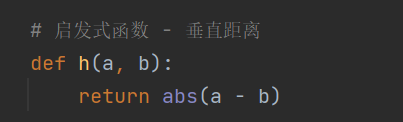 # 启发式函数 - 垂直距离
def h(a, b):
    return abs(a - b)